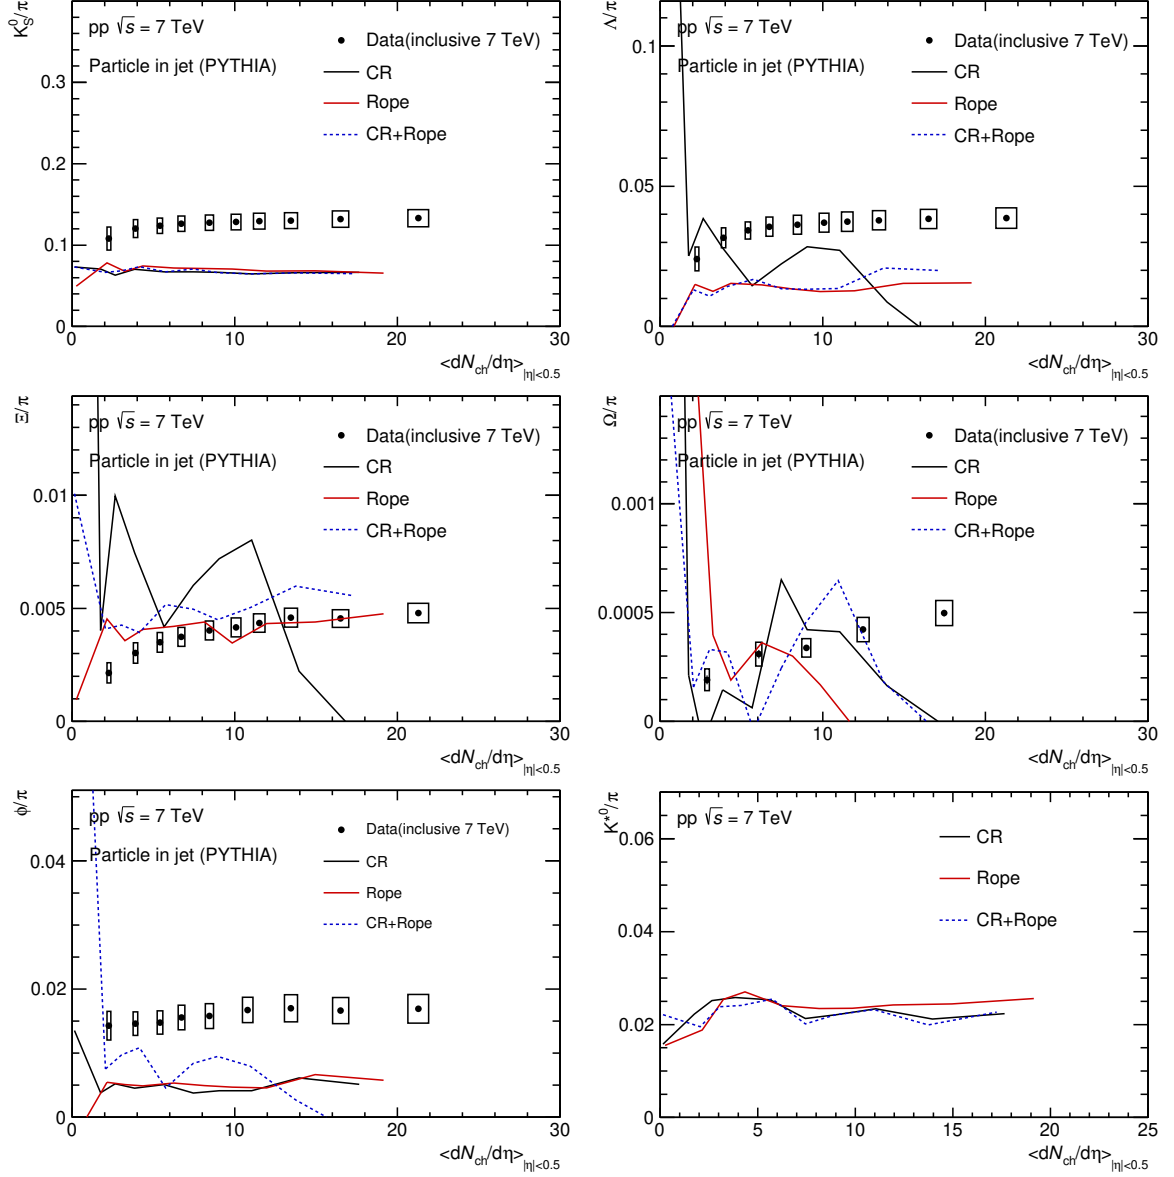 K⁰_S/π
pp √s = 7 TeV
Particle in jet (PYTHIA)
Data(inclusive 7 TeV)
CR
Rope
CR+Rope
0.3
0.2
0.1
0
0 10 20 30
<dN_ch/dη>_|η|<0.5
Λ/π
pp √s = 7 TeV
Particle in jet (PYTHIA)
Data(inclusive 7 TeV)
CR
Rope
CR+Rope
0.1
0.05
0
0 10 20 30
<dN_ch/dη>_|η|<0.5
Ξ/π
pp √s = 7 TeV
Particle in jet (PYTHIA)
Data(inclusive 7 TeV)
CR
Rope
CR+Rope
0.01
0.005
0
0 10 20 30
<dN_ch/dη>_|η|<0.5
Ω/π
pp √s = 7 TeV
Particle in jet (PYTHIA)
Data(inclusive 7 TeV)
CR
Rope
CR+Rope
0.001
0.0005
0
0 10 20 30
<dN_ch/dη>_|η|<0.5
ϕ/π
pp √s = 7 TeV
Particle in jet (PYTHIA)
Data(inclusive 7 TeV)
CR
Rope
CR+Rope
0.04
0.02
0
0 10 20 30
<dN_ch/dη>_|η|<0.5
K*⁰/π
pp √s = 7 TeV
CR
Rope
CR+Rope
0.06
0.04
0.02
0
0 5 10 15 20 25
<dN_ch/dη>_|η|<0.5